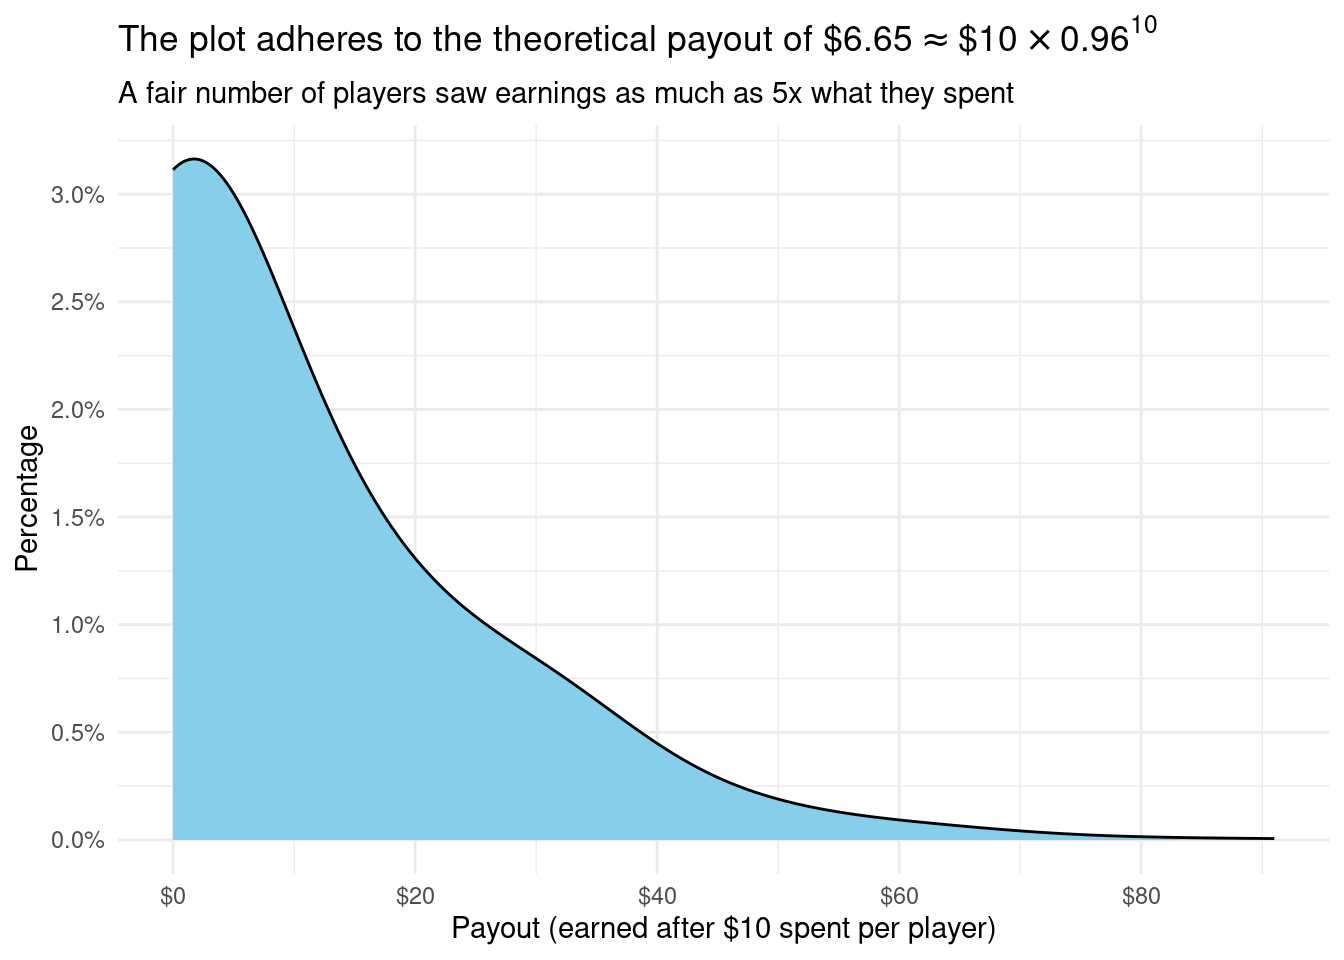 The plot adheres to the theoretical payout of $6.65 ≈ $10 × 0.96¹⁰
A fair number of players saw earnings as much as 5x what they spent
3.0%
2.5%
2.0%
1.5%
1.0%
0.5%
0.0%
Percentage
$0 $20 $40 $60 $80
Payout (earned after $10 spent per player)